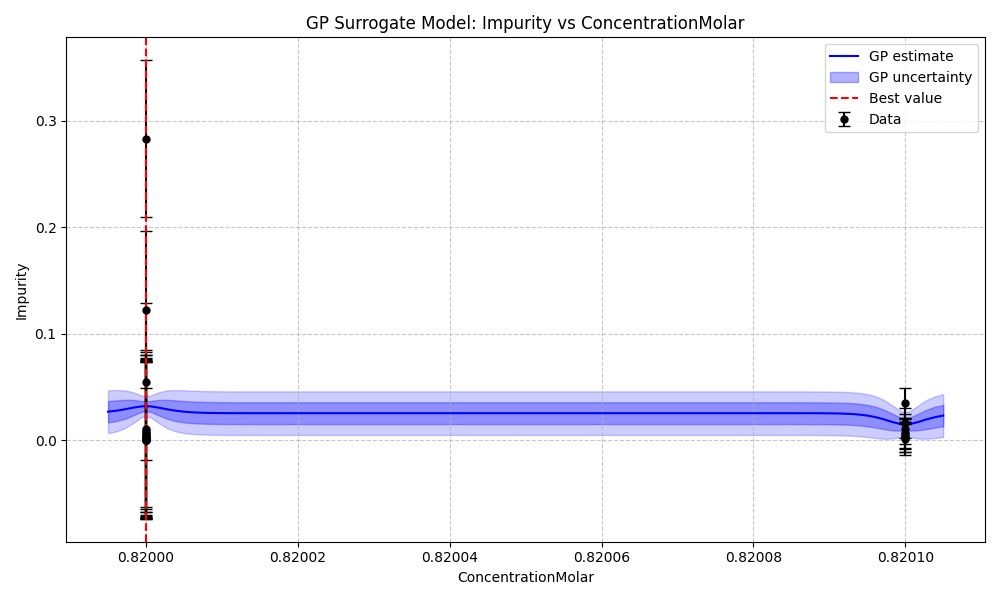 GP Surrogate Model: Impurity vs ConcentrationMolar
GP estimate
GP uncertainty
Best value
Data
Impurity
0.3
0.2
0.1
0.0
0.82000
0.82002
0.82004
0.82006
0.82008
0.82010
ConcentrationMolar